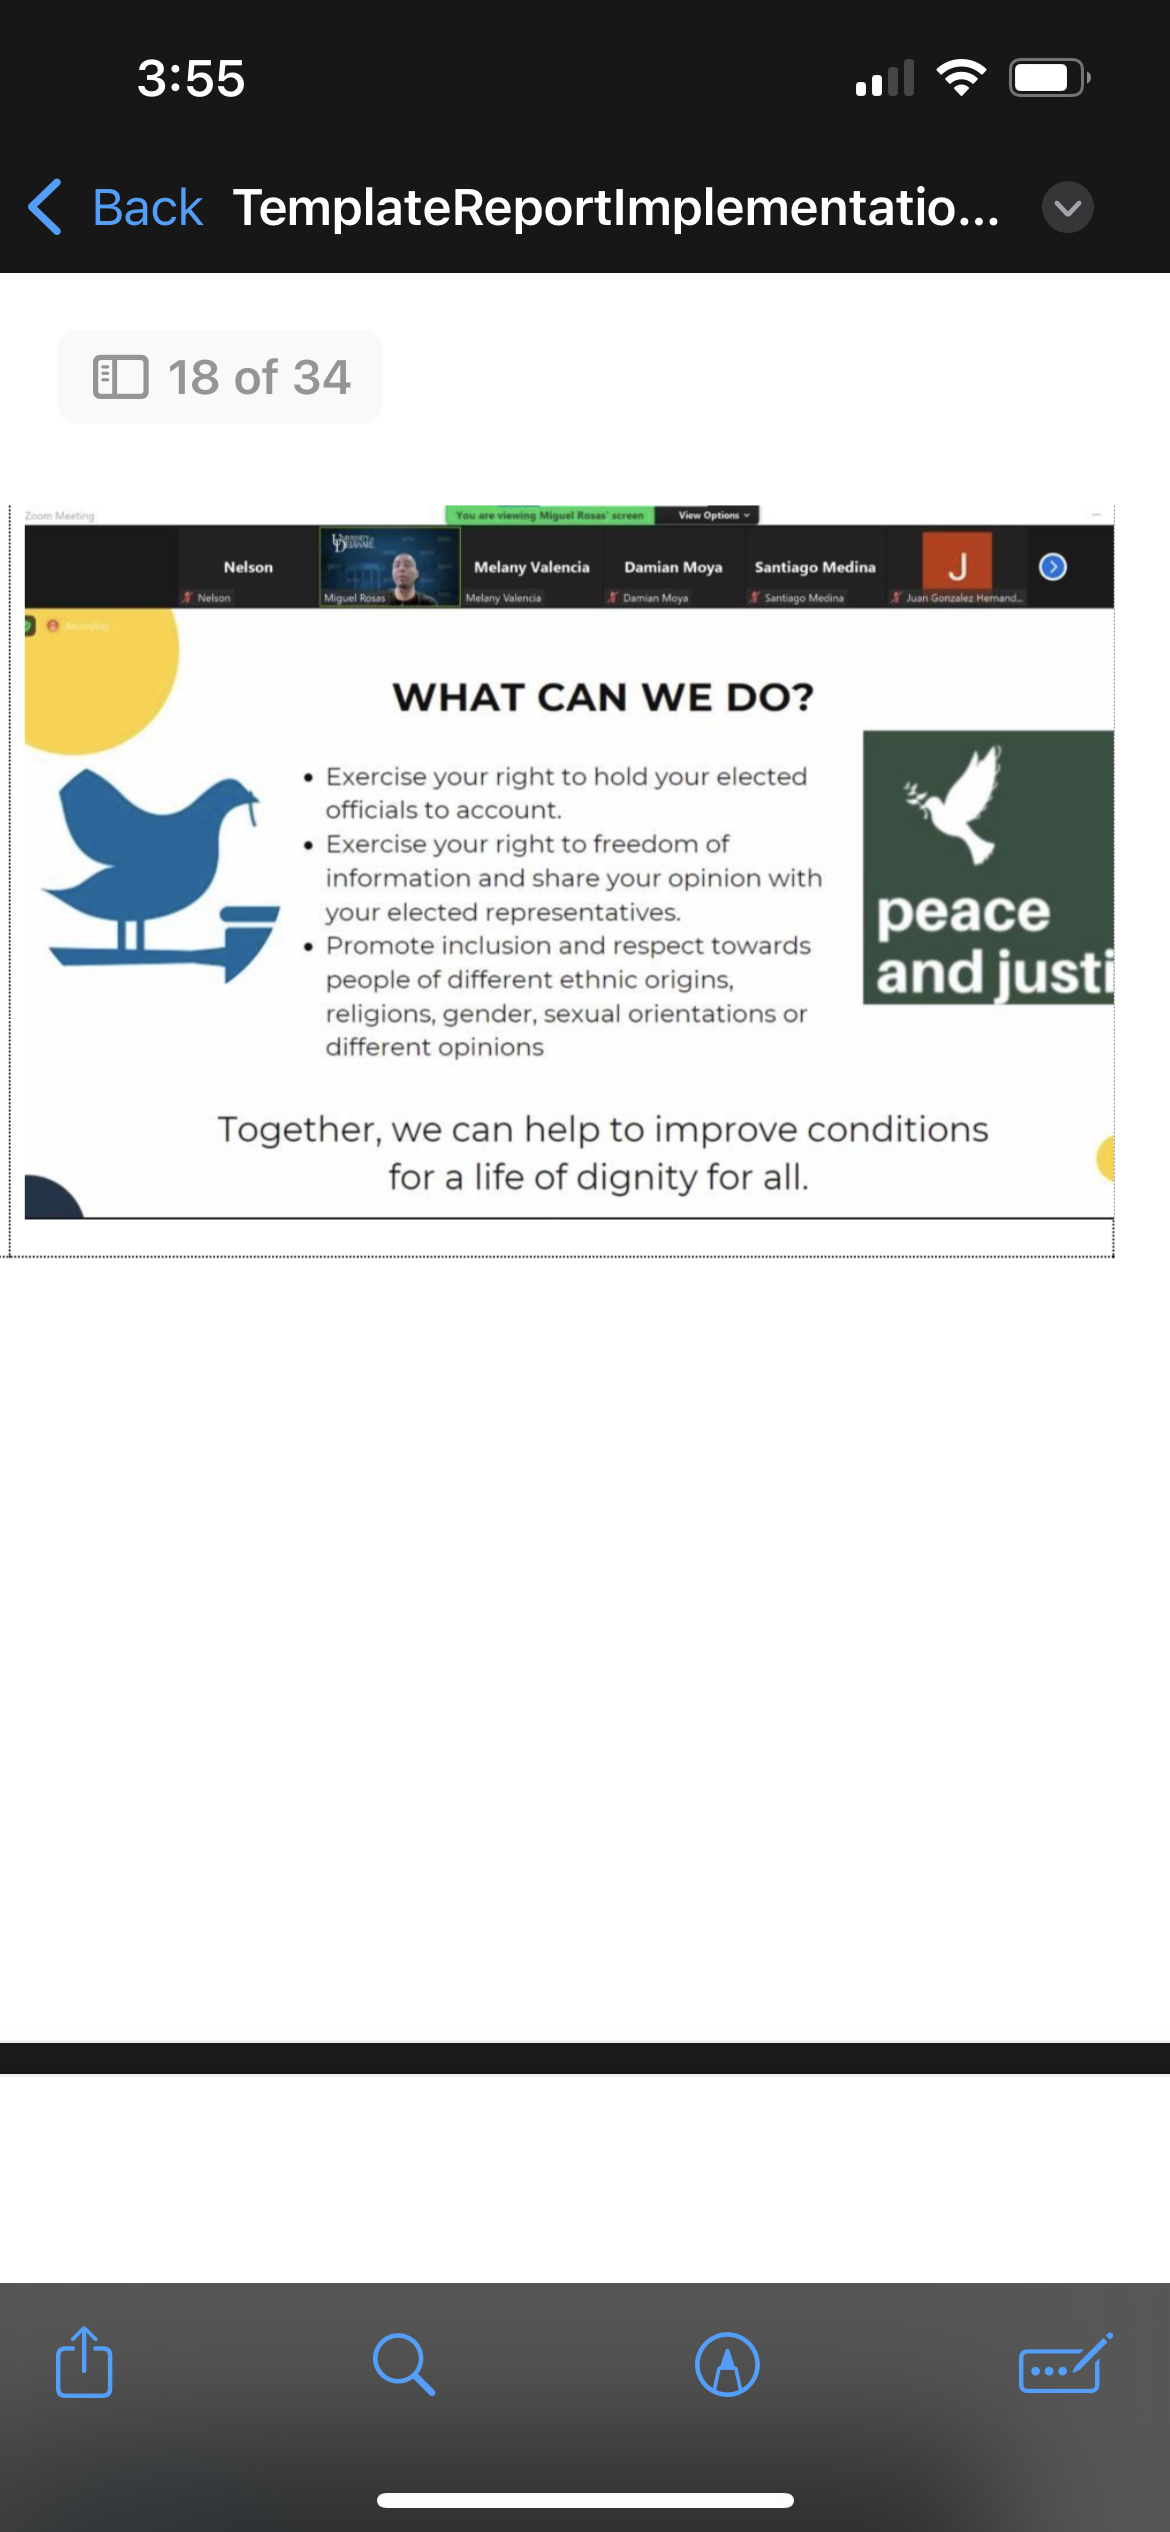 3:55
Back TemplateReportImplementatio...
18 of 34
Zoom Meeting
You are viewing Miguel Rosas' screen View Options
Nelson Melany Valencia Damian Moya Santiago Medina J
UNIVERSITY OF DELAWARE
Nelson Miguel Rosas Melany Valencia Damian Moya Santiago Medina Juan Gonzalez Hernand...
Recording
WHAT CAN WE DO?
• Exercise your right to hold your elected
officials to account.
• Exercise your right to freedom of
information and share your opinion with
your elected representatives.
• Promote inclusion and respect towards
people of different ethnic origins,
religions, gender, sexual orientations or
different opinions
peace
and justi
Together, we can help to improve conditions
for a life of dignity for all.